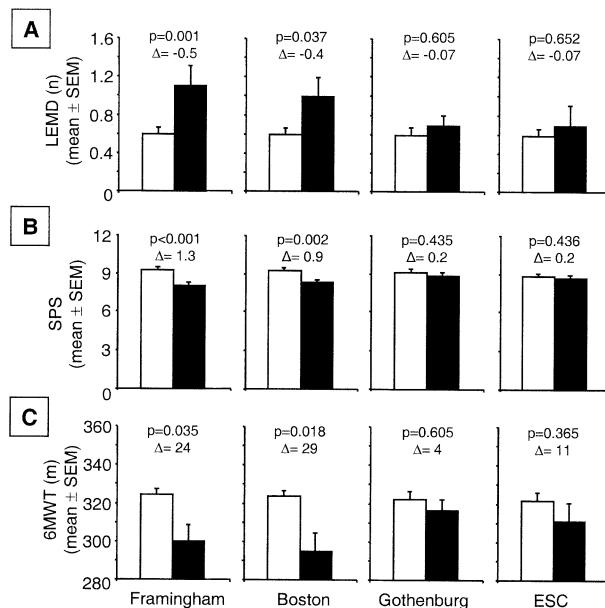 A
LEMD (n)
(mean ± SEM)
1.6
1.2
0.8
0.4
0
p=0.001
Δ= -0.5
p=0.037
Δ= -0.4
p=0.605
Δ= -0.07
p=0.652
Δ= -0.07
B
SPS
(mean ± SEM)
12
9
6
3
0
p<0.001
Δ= 1.3
p=0.002
Δ= 0.9
p=0.435
Δ= 0.2
p=0.436
Δ= 0.2
C
6MWT (m)
(mean ± SEM)
360
340
320
300
280
p=0.035
Δ= 24
p=0.018
Δ= 29
p=0.605
Δ= 4
p=0.365
Δ= 11
Framingham
Boston
Gothenburg
ESC